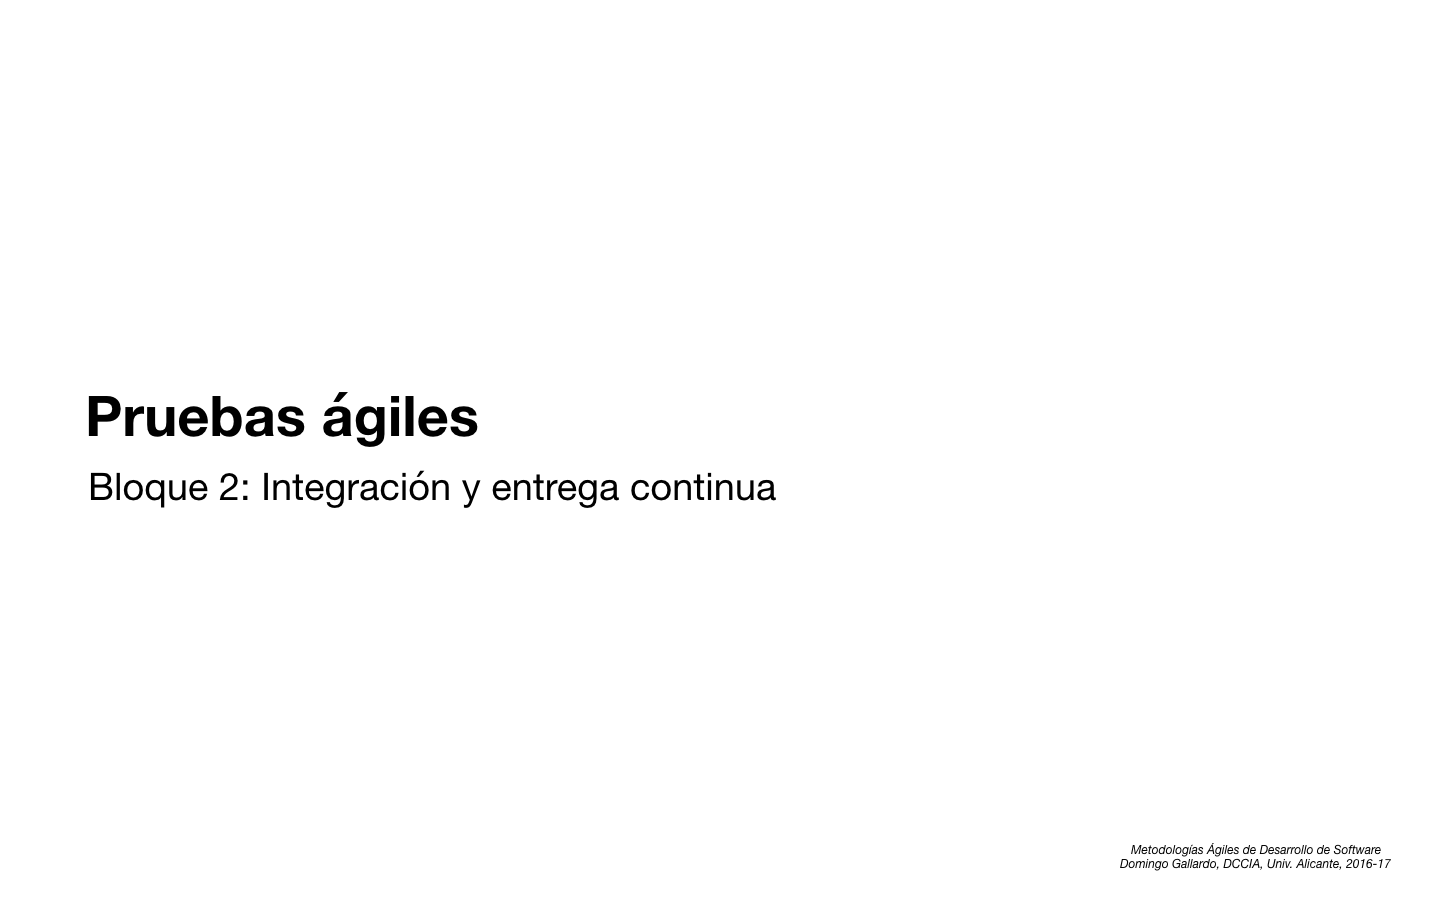 Pruebas ágiles
Bloque 2: Integración y entrega continua
Metodologías Ágiles de Desarrollo de Software
Domingo Gallardo, DCCIA, Univ. Alicante, 2016-17